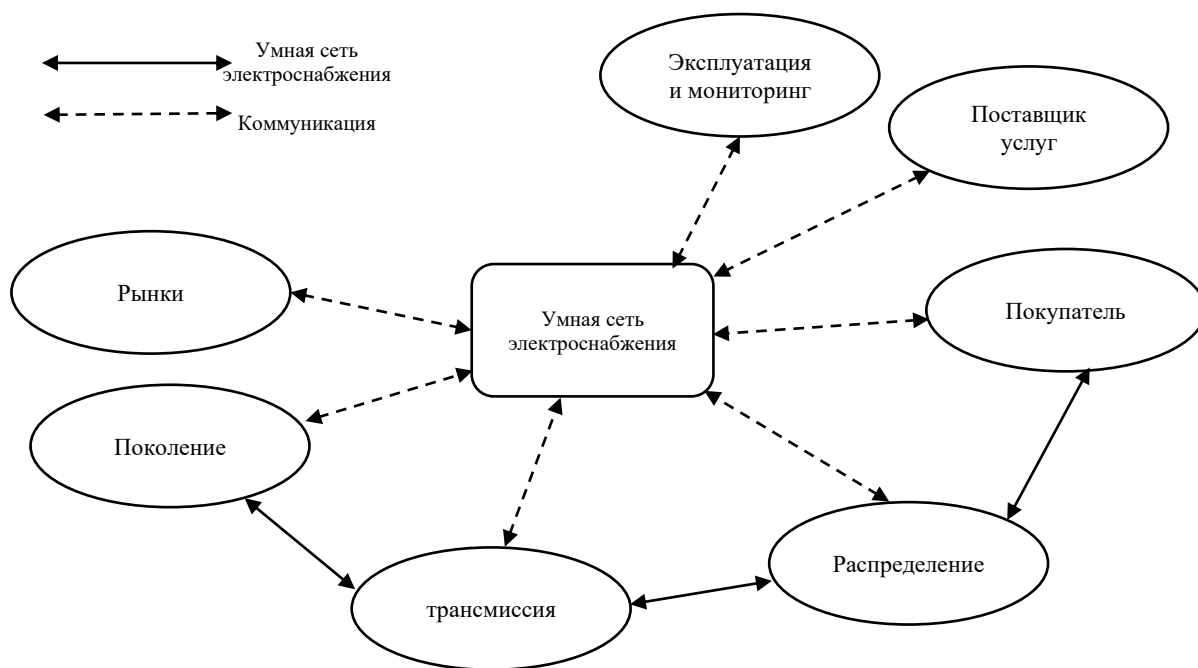 Умная сеть
электроснабжения
Коммуникация
Эксплуатация
и мониторинг
Поставщик
услуг
Рынки
Умная сеть
электроснабжения
Покупатель
Поколение
трансмиссия
Распределение